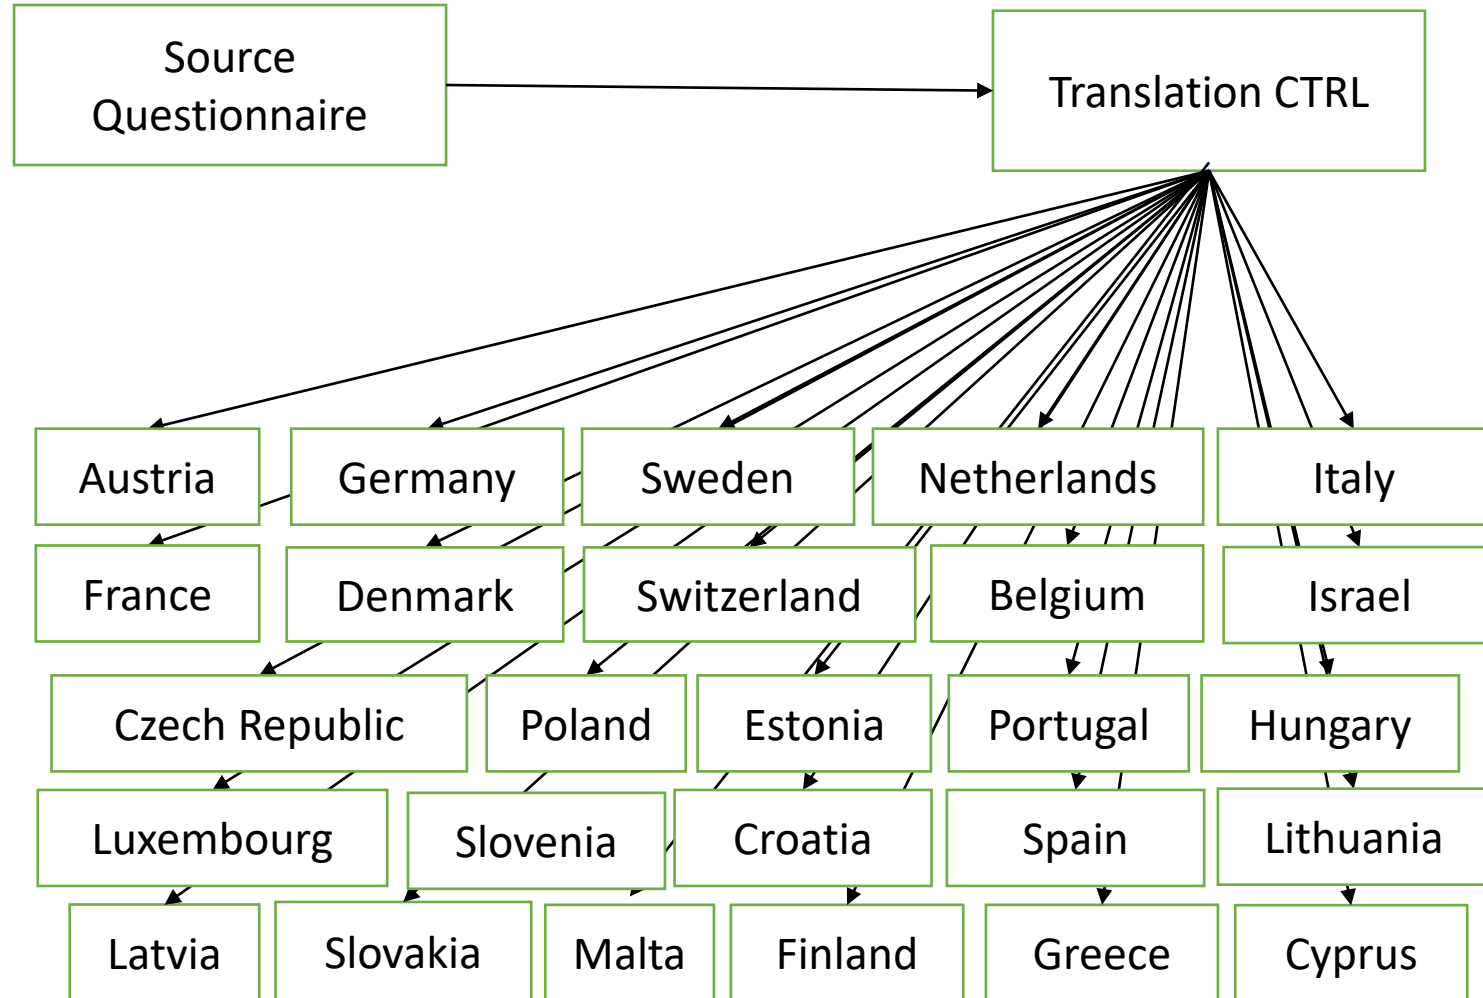 Source
Questionnaire
Translation CTRL
Austria
Germany
Sweden
Netherlands
Italy
France
Denmark
Switzerland
Belgium
Israel
Czech Republic
Poland
Estonia
Portugal
Hungary
Luxembourg
Slovenia
Croatia
Spain
Lithuania
Latvia
Slovakia
Malta
Finland
Greece
Cyprus